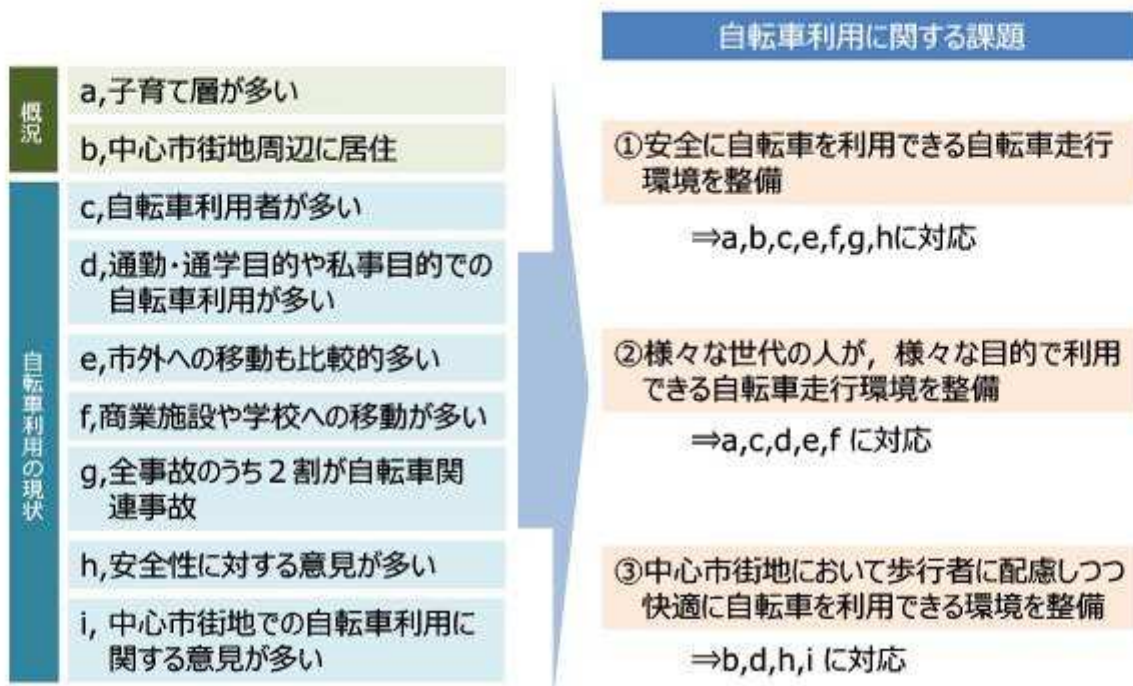 概況
a,子育て層が多い
b,中心市街地周辺に居住
自転車利用の現状
c,自転車利用者が多い
d,通勤・通学目的や私事目的での
自転車利用が多い
e,市外への移動も比較的多い
f,商業施設や学校への移動が多い
g,全事故のうち2割が自転車関
連事故
h,安全性に対する意見が多い
i, 中心市街地での自転車利用に
関する意見が多い
自転車利用に関する課題
①安全に自転車を利用できる自転車走行
環境を整備
⇒a,b,c,e,f,g,hに対応
②様々な世代の人が，様々な目的で利用
できる自転車走行環境を整備
⇒a,c,d,e,f に対応
③中心市街地において歩行者に配慮しつつ
快適に自転車を利用できる環境を整備
⇒b,d,h,i に対応